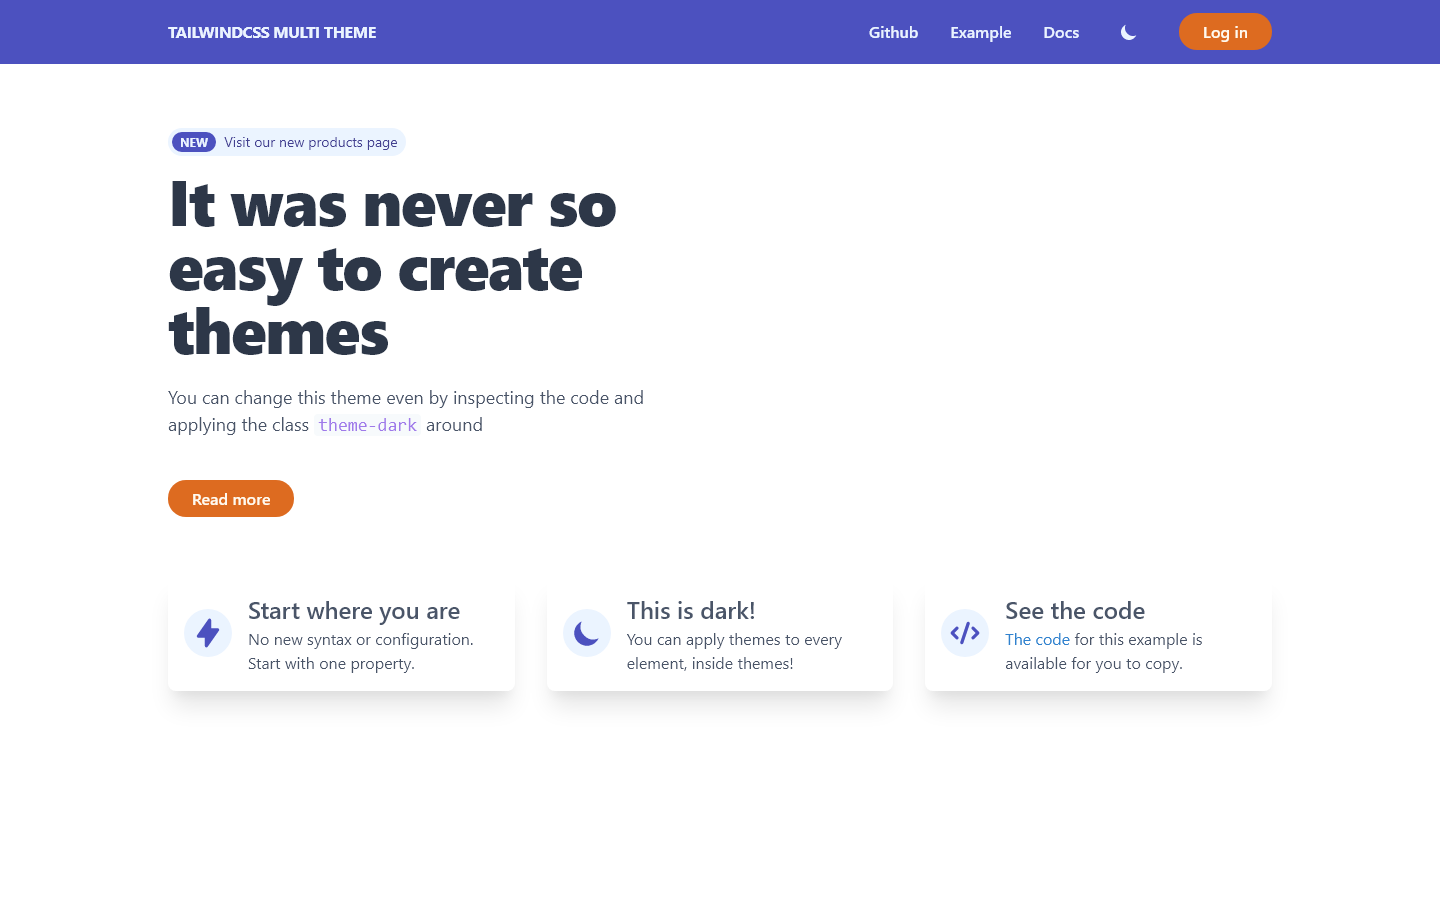 TAILWINDCSS MULTI THEME
Github
Example
Docs
Log in
NEW Visit our new products page
It was never so
easy to create
themes
You can change this theme even by inspecting the code and
applying the class theme-dark around
Read more
Start where you are
No new syntax or configuration.
Start with one property.
This is dark!
You can apply themes to every
element, inside themes!
See the code
The code for this example is
available for you to copy.